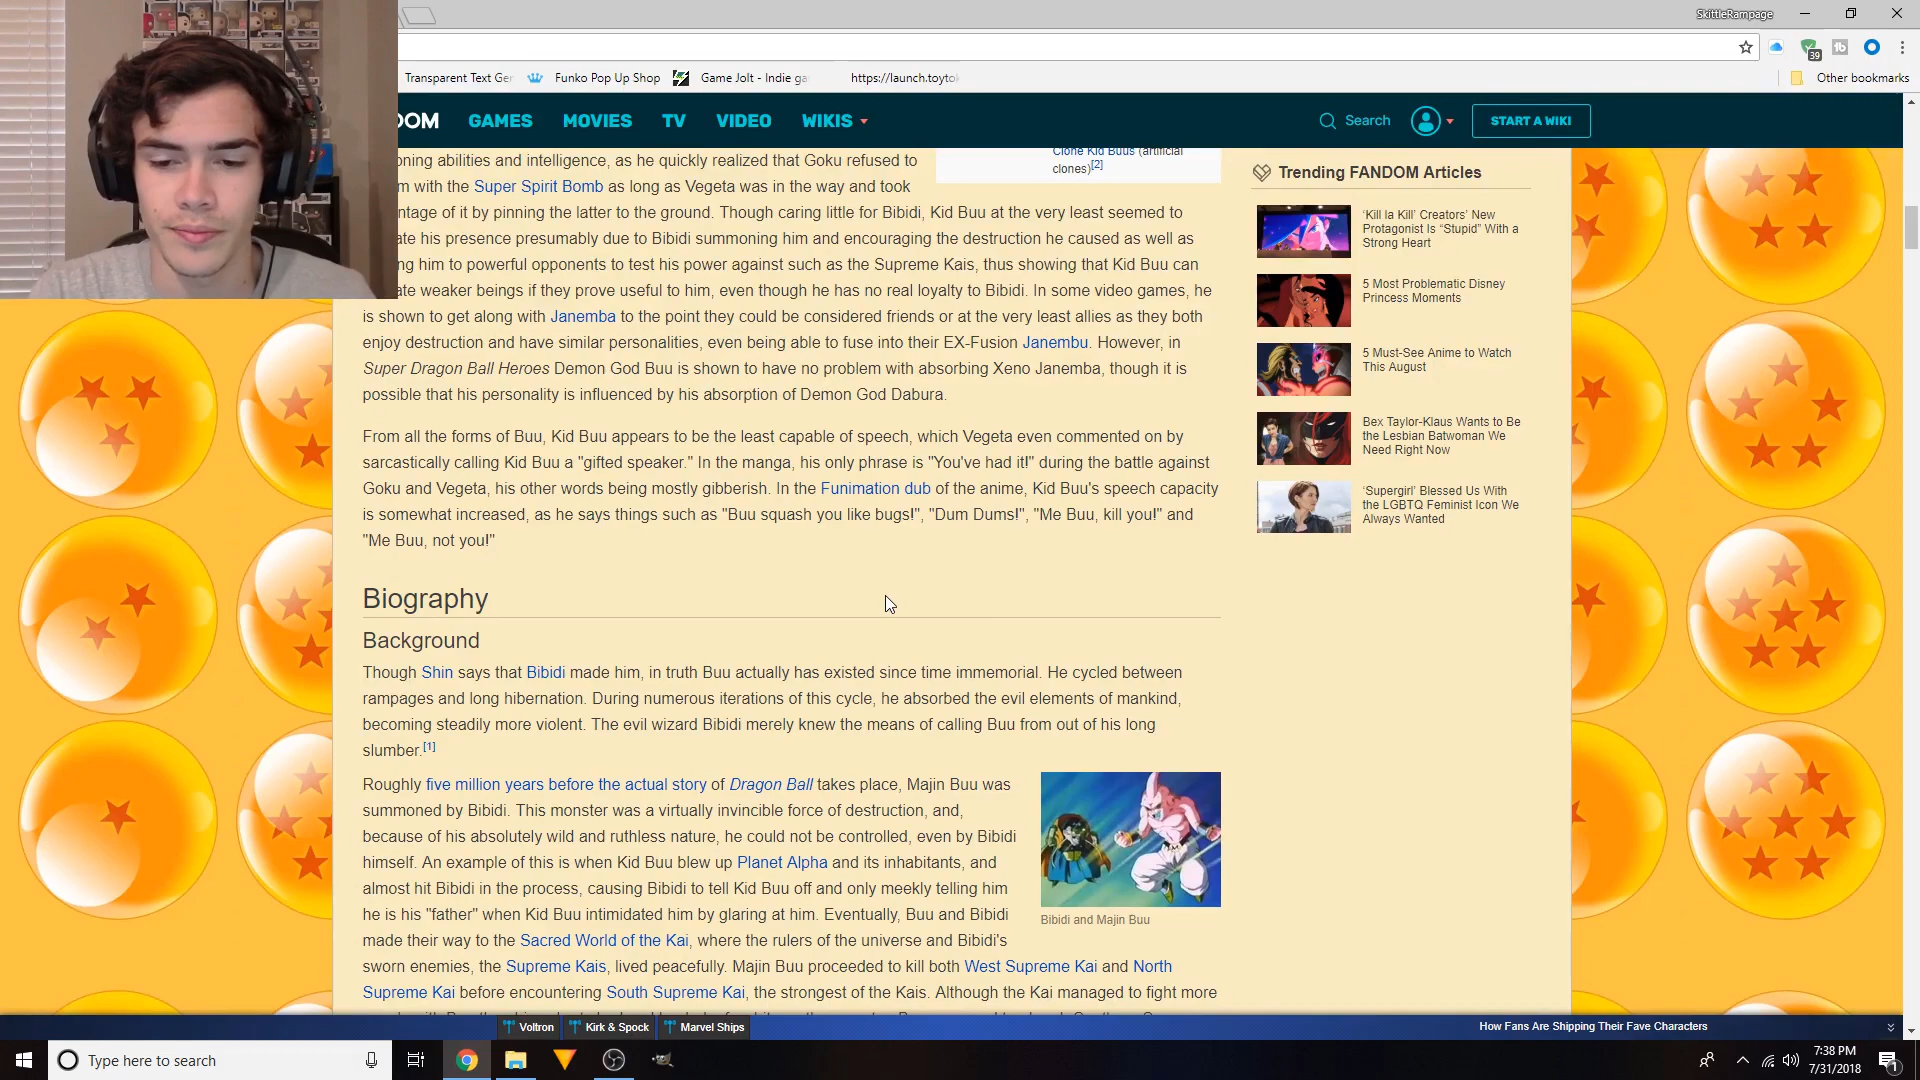 SkittleRampage
39
Transparent Text Ger
Funko Pop Up Shop
Game Jolt - Indie ga
https://launch.toytok
Other bookmarks
DOM
GAMES
MOVIES
TV
VIDEO
WIKIS
Search
START A WIKI
oning abilities and intelligence, as he quickly realized that Goku refused to
m with the Super Spirit Bomb as long as Vegeta was in the way and took
ntage of it by pinning the latter to the ground. Though caring little for Bibidi, Kid Buu at the very least seemed to
ate his presence presumably due to Bibidi summoning him and encouraging the destruction he caused as well as
ng him to powerful opponents to test his power against such as the Supreme Kais, thus showing that Kid Buu can
ate weaker beings if they prove useful to him, even though he has no real loyalty to Bibidi. In some video games, he
is shown to get along with Janemba to the point they could be considered friends or at the very least allies as they both
enjoy destruction and have similar personalities, even being able to fuse into their EX-Fusion Janembu. However, in
Super Dragon Ball Heroes Demon God Buu is shown to have no problem with absorbing Xeno Janemba, though it is
possible that his personality is influenced by his absorption of Demon God Dabura.
Clone Kid Buus (artificial
clones)[2]
From all the forms of Buu, Kid Buu appears to be the least capable of speech, which Vegeta even commented on by
sarcastically calling Kid Buu a "gifted speaker." In the manga, his only phrase is "You've had it!" during the battle against
Goku and Vegeta, his other words being mostly gibberish. In the Funimation dub of the anime, Kid Buu's speech capacity
is somewhat increased, as he says things such as "Buu squash you like bugs!", "Dum Dums!", "Me Buu, kill you!" and
"Me Buu, not you!"
Biography
Background
Though Shin says that Bibidi made him, in truth Buu actually has existed since time immemorial. He cycled between
rampages and long hibernation. During numerous iterations of this cycle, he absorbed the evil elements of mankind,
becoming steadily more violent. The evil wizard Bibidi merely knew the means of calling Buu from out of his long
slumber.[1]
Roughly five million years before the actual story of Dragon Ball takes place, Majin Buu was
summoned by Bibidi. This monster was a virtually invincible force of destruction, and,
because of his absolutely wild and ruthless nature, he could not be controlled, even by Bibidi
himself. An example of this is when Kid Buu blew up Planet Alpha and its inhabitants, and
almost hit Bibidi in the process, causing Bibidi to tell Kid Buu off and only meekly telling him
he is his "father" when Kid Buu intimidated him by glaring at him. Eventually, Buu and Bibidi
made their way to the Sacred World of the Kai, where the rulers of the universe and Bibidi's
sworn enemies, the Supreme Kais, lived peacefully. Majin Buu proceeded to kill both West Supreme Kai and North
Supreme Kai before encountering South Supreme Kai, the strongest of the Kais. Although the Kai managed to fight more
Bibidi and Majin Buu
Trending FANDOM Articles
'Kill la Kill' Creators' New
Protagonist Is "Stupid" With a
Strong Heart
5 Most Problematic Disney
Princess Moments
5 Must-See Anime to Watch
This August
Bex Taylor-Klaus Wants to Be
the Lesbian Batwoman We
Need Right Now
'Supergirl' Blessed Us With
the LGBTQ Feminist Icon We
Always Wanted
Voltron
Kirk & Spock
Marvel Ships
How Fans Are Shipping Their Fave Characters
Type here to search
7:38 PM
7/31/2018
1